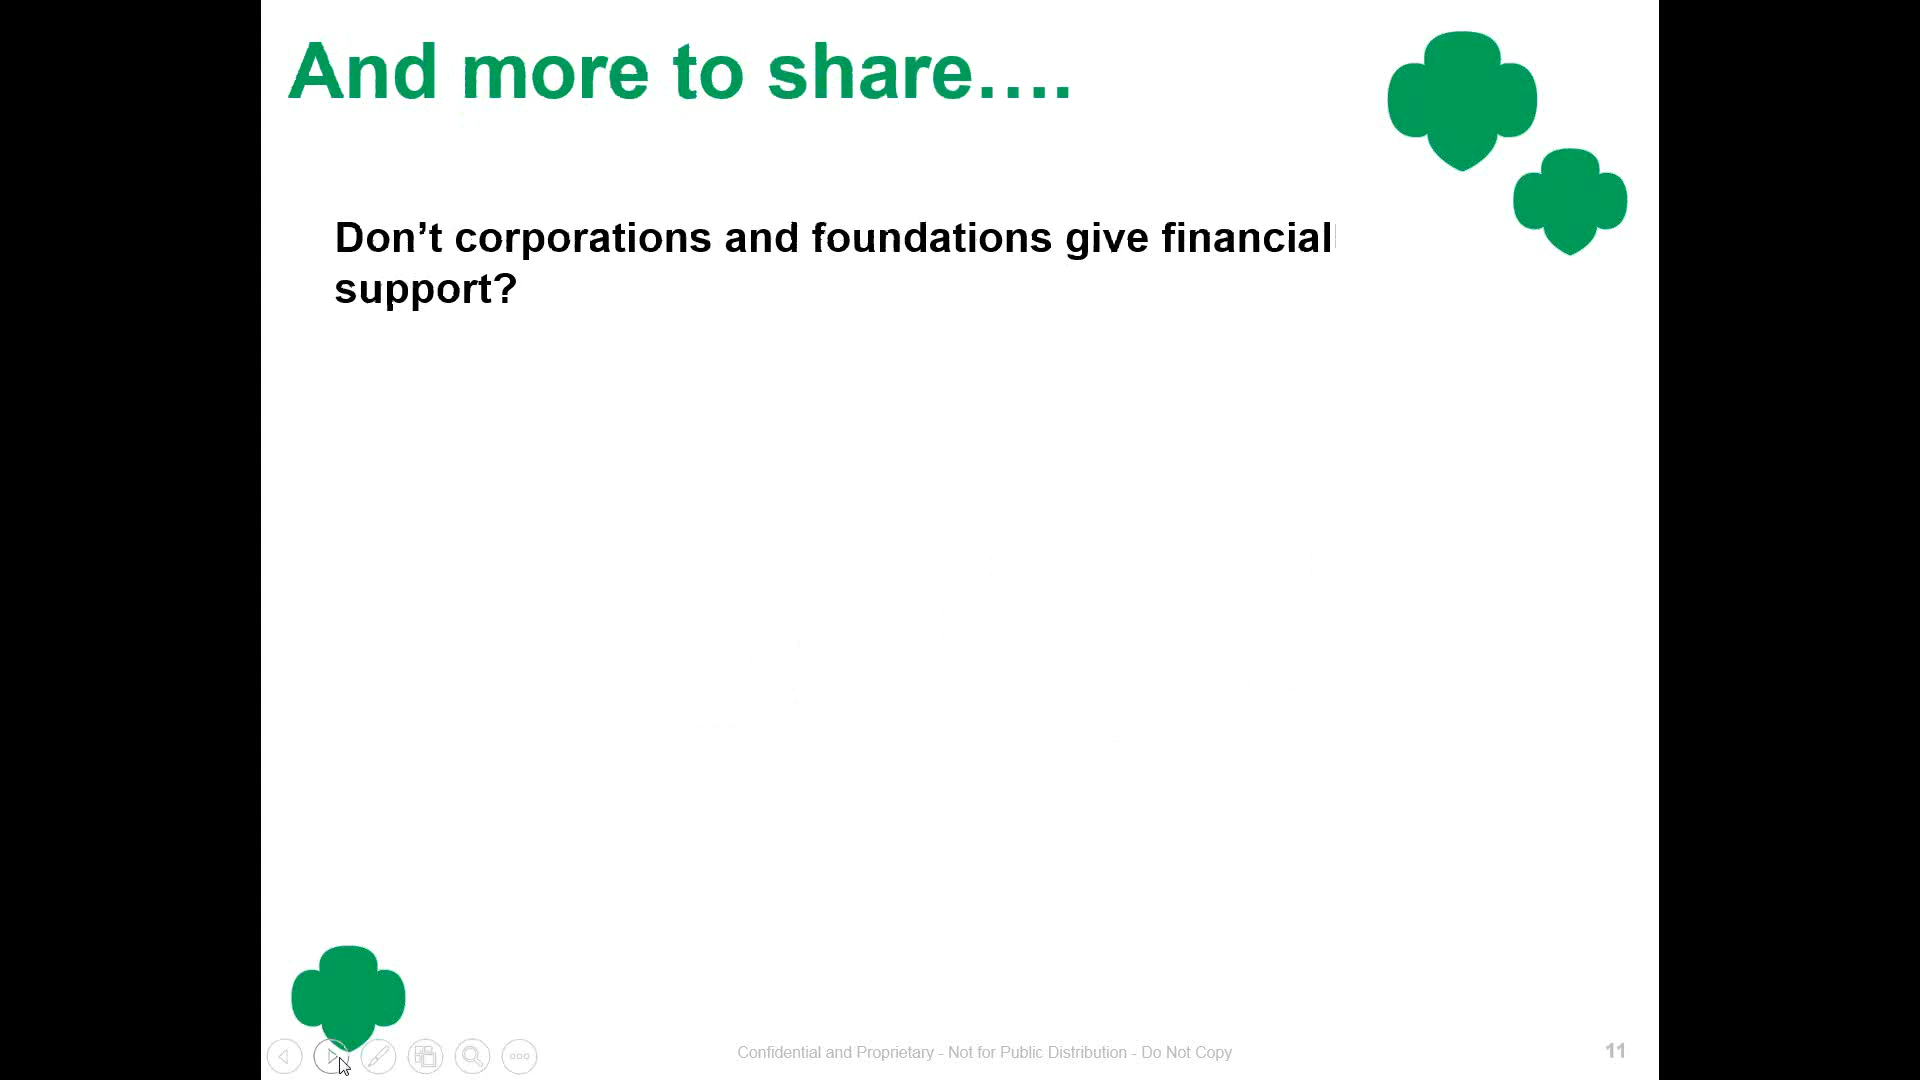 And more to share….
Don’t corporations and foundations give financial
support?
Confidential and Proprietary - Not for Public Distribution - Do Not Copy
11